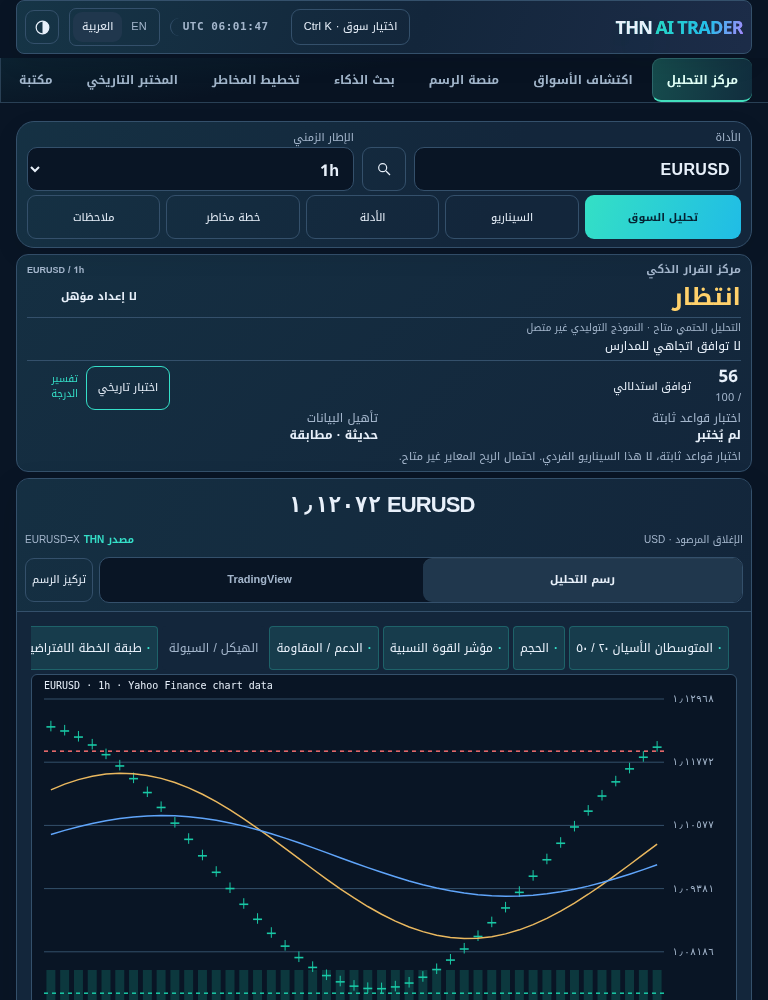 THN AI TRADER
اختيار سوق · Ctrl K
UTC 06:01:47
EN
العربية
مركز التحليل
اكتشاف الأسواق
منصة الرسم
بحث الذكاء
تخطيط المخاطر
المختبر التاريخي
مكتبة
الأداة
الإطار الزمني
EURUSD
1h
تحليل السوق
السيناريو
الأدلة
خطة مخاطر
ملاحظات
مركز القرار الذكي
EURUSD / 1h
انتظار
لا إعداد مؤهل
التحليل الحتمي متاح · النموذج التوليدي غير متصل
لا توافق اتجاهي للمدارس
56
/ 100
توافق استدلالي
اختبار تاريخي
تفسير
الدرجة
اختبار قواعد ثابتة
لم يُختبر
تأهيل البيانات
حديثة · مطابقة
اختبار قواعد ثابتة، لا هذا السيناريو الفردي. احتمال الربح المعاير غير متاح.
EURUSD ١٫١٢٠٧٢
الإغلاق المرصود · USD
مصدر THN EURUSD=X
رسم التحليل
TradingView
تركيز الرسم
· المتوسطان الأسيان ٢٠ / ٥٠
· الحجم
· مؤشر القوة النسبية
· الدعم / المقاومة
الهيكل / السيولة
· طبقة الخطة الافتراضي
EURUSD · 1h · Yahoo Finance chart data
١٫١٢٩٦٨
١٫١١٧٧٢
١٫١٠٥٧٧
١٫٠٩٣٨١
١٫٠٨١٨٦